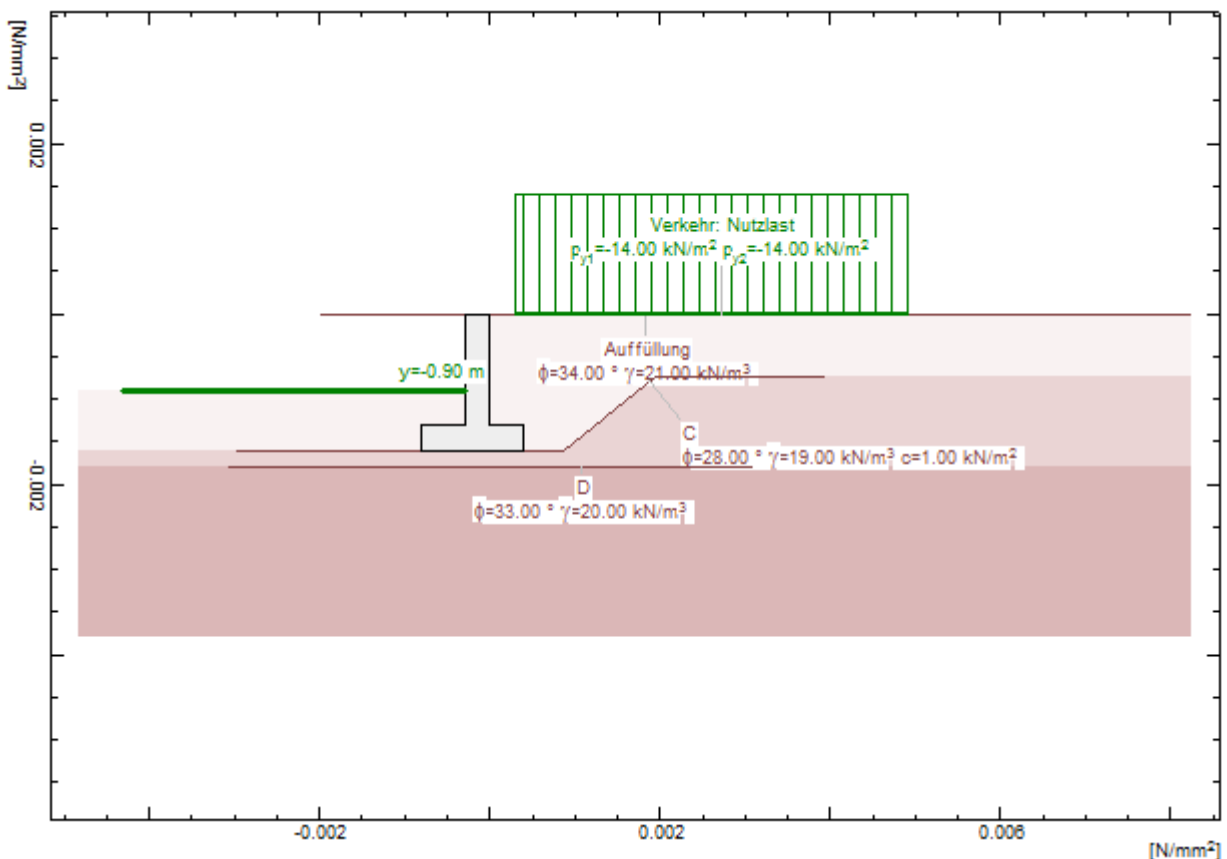 [N/mm²]
0.002
Verkehr: Nutzlast
p_y1=-14.00 kN/m² p_y2=-14.00 kN/m²
Auffüllung
ϕ=34.00 ° γ=21.00 kN/m³
y=-0.90 m
C
ϕ=28.00 ° γ=19.00 kN/m³ c=1.00 kN/m²
-0.002
D
ϕ=33.00 ° γ=20.00 kN/m³
-0.002
0.002
0.006
[N/mm²]